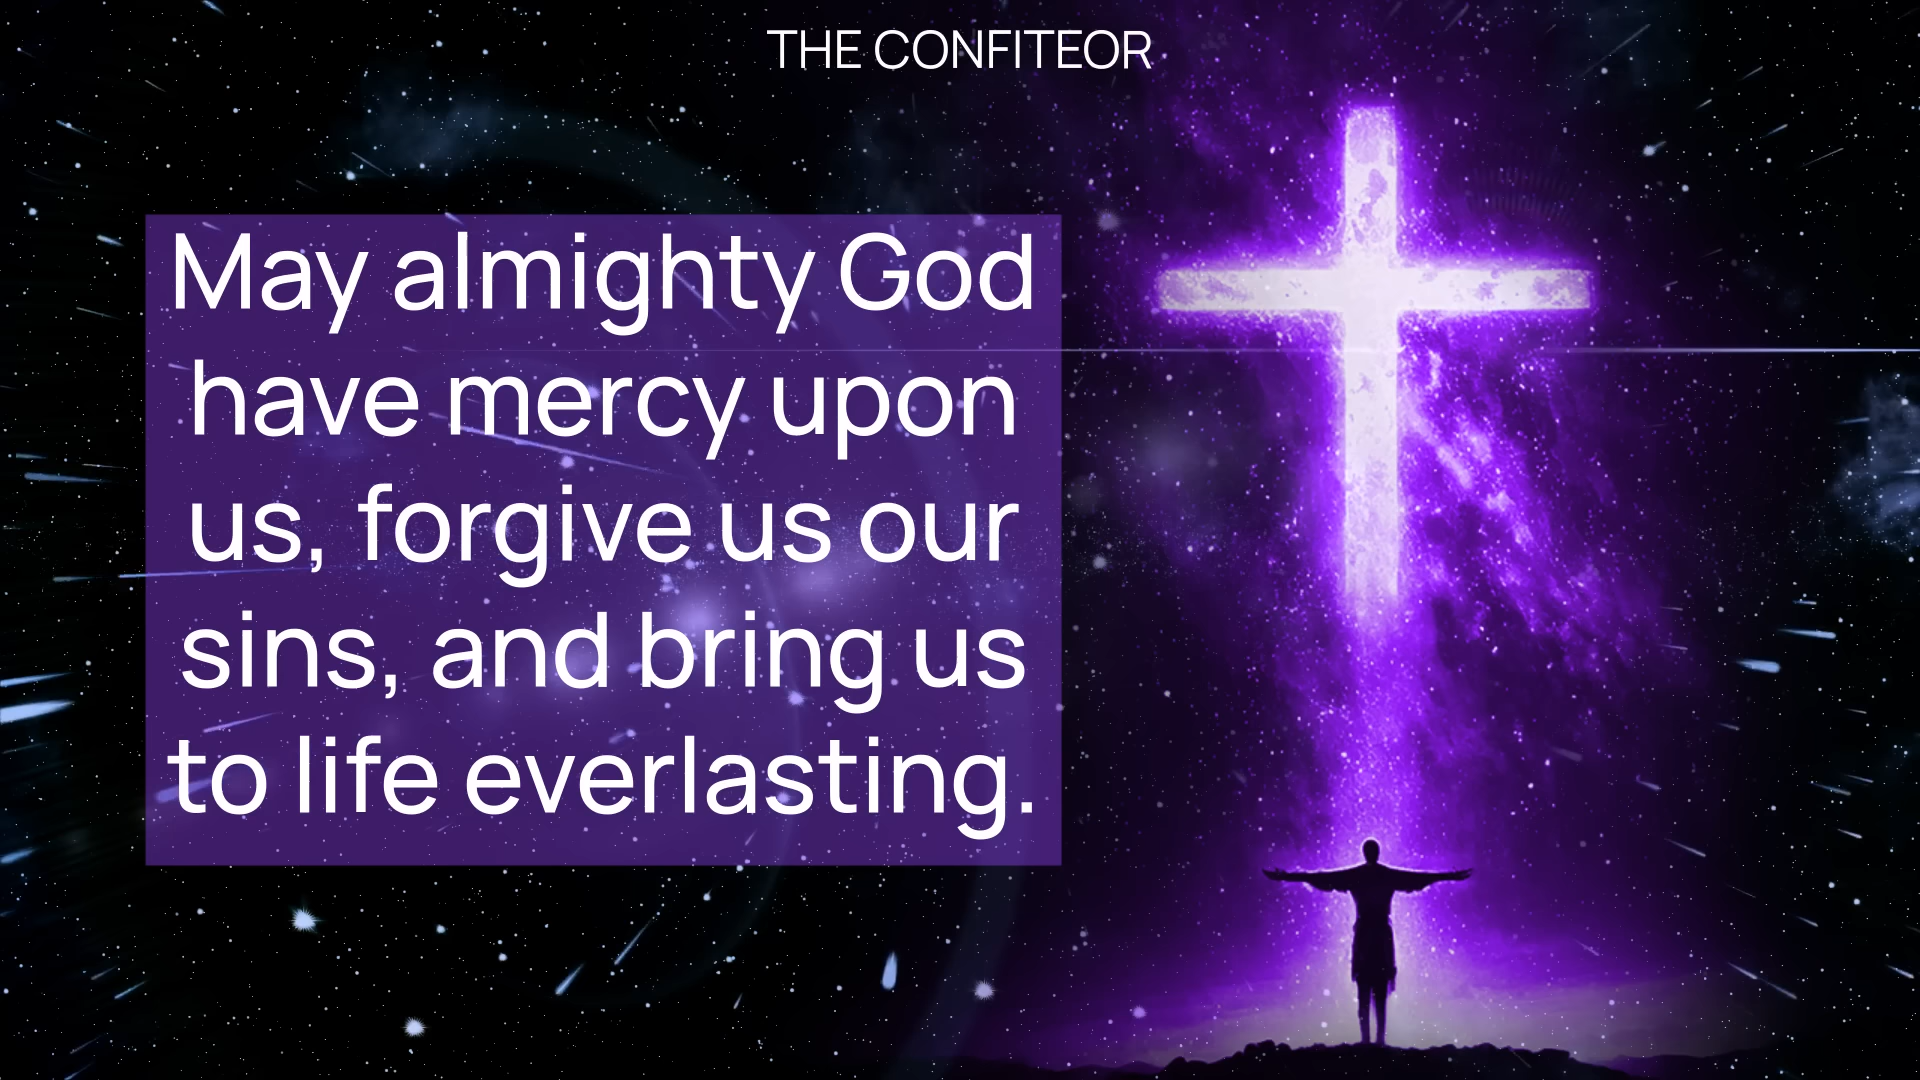 THE CONFITEOR
May almighty God
have mercy upon
us, forgive us our
sins, and bring us
to life everlasting.